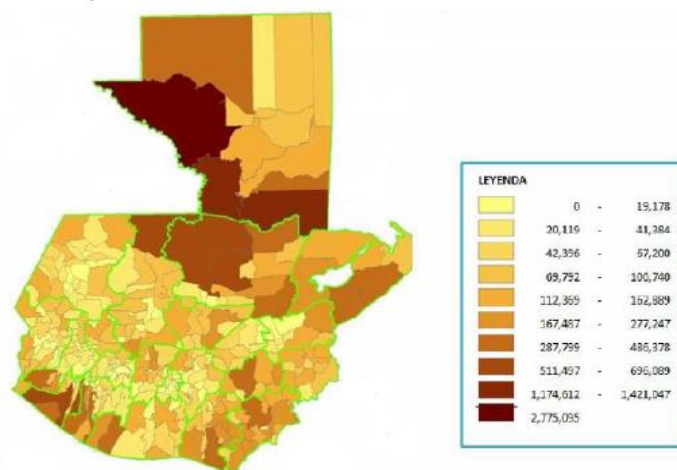 LEYENDA
0 - 19,178
20,119 - 41,384
42,396 - 67,200
69,792 - 100,740
112,369 - 162,889
167,487 - 277,247
287,799 - 486,378
511,497 - 696,089
1,174,612 - 1,421,047
2,775,095